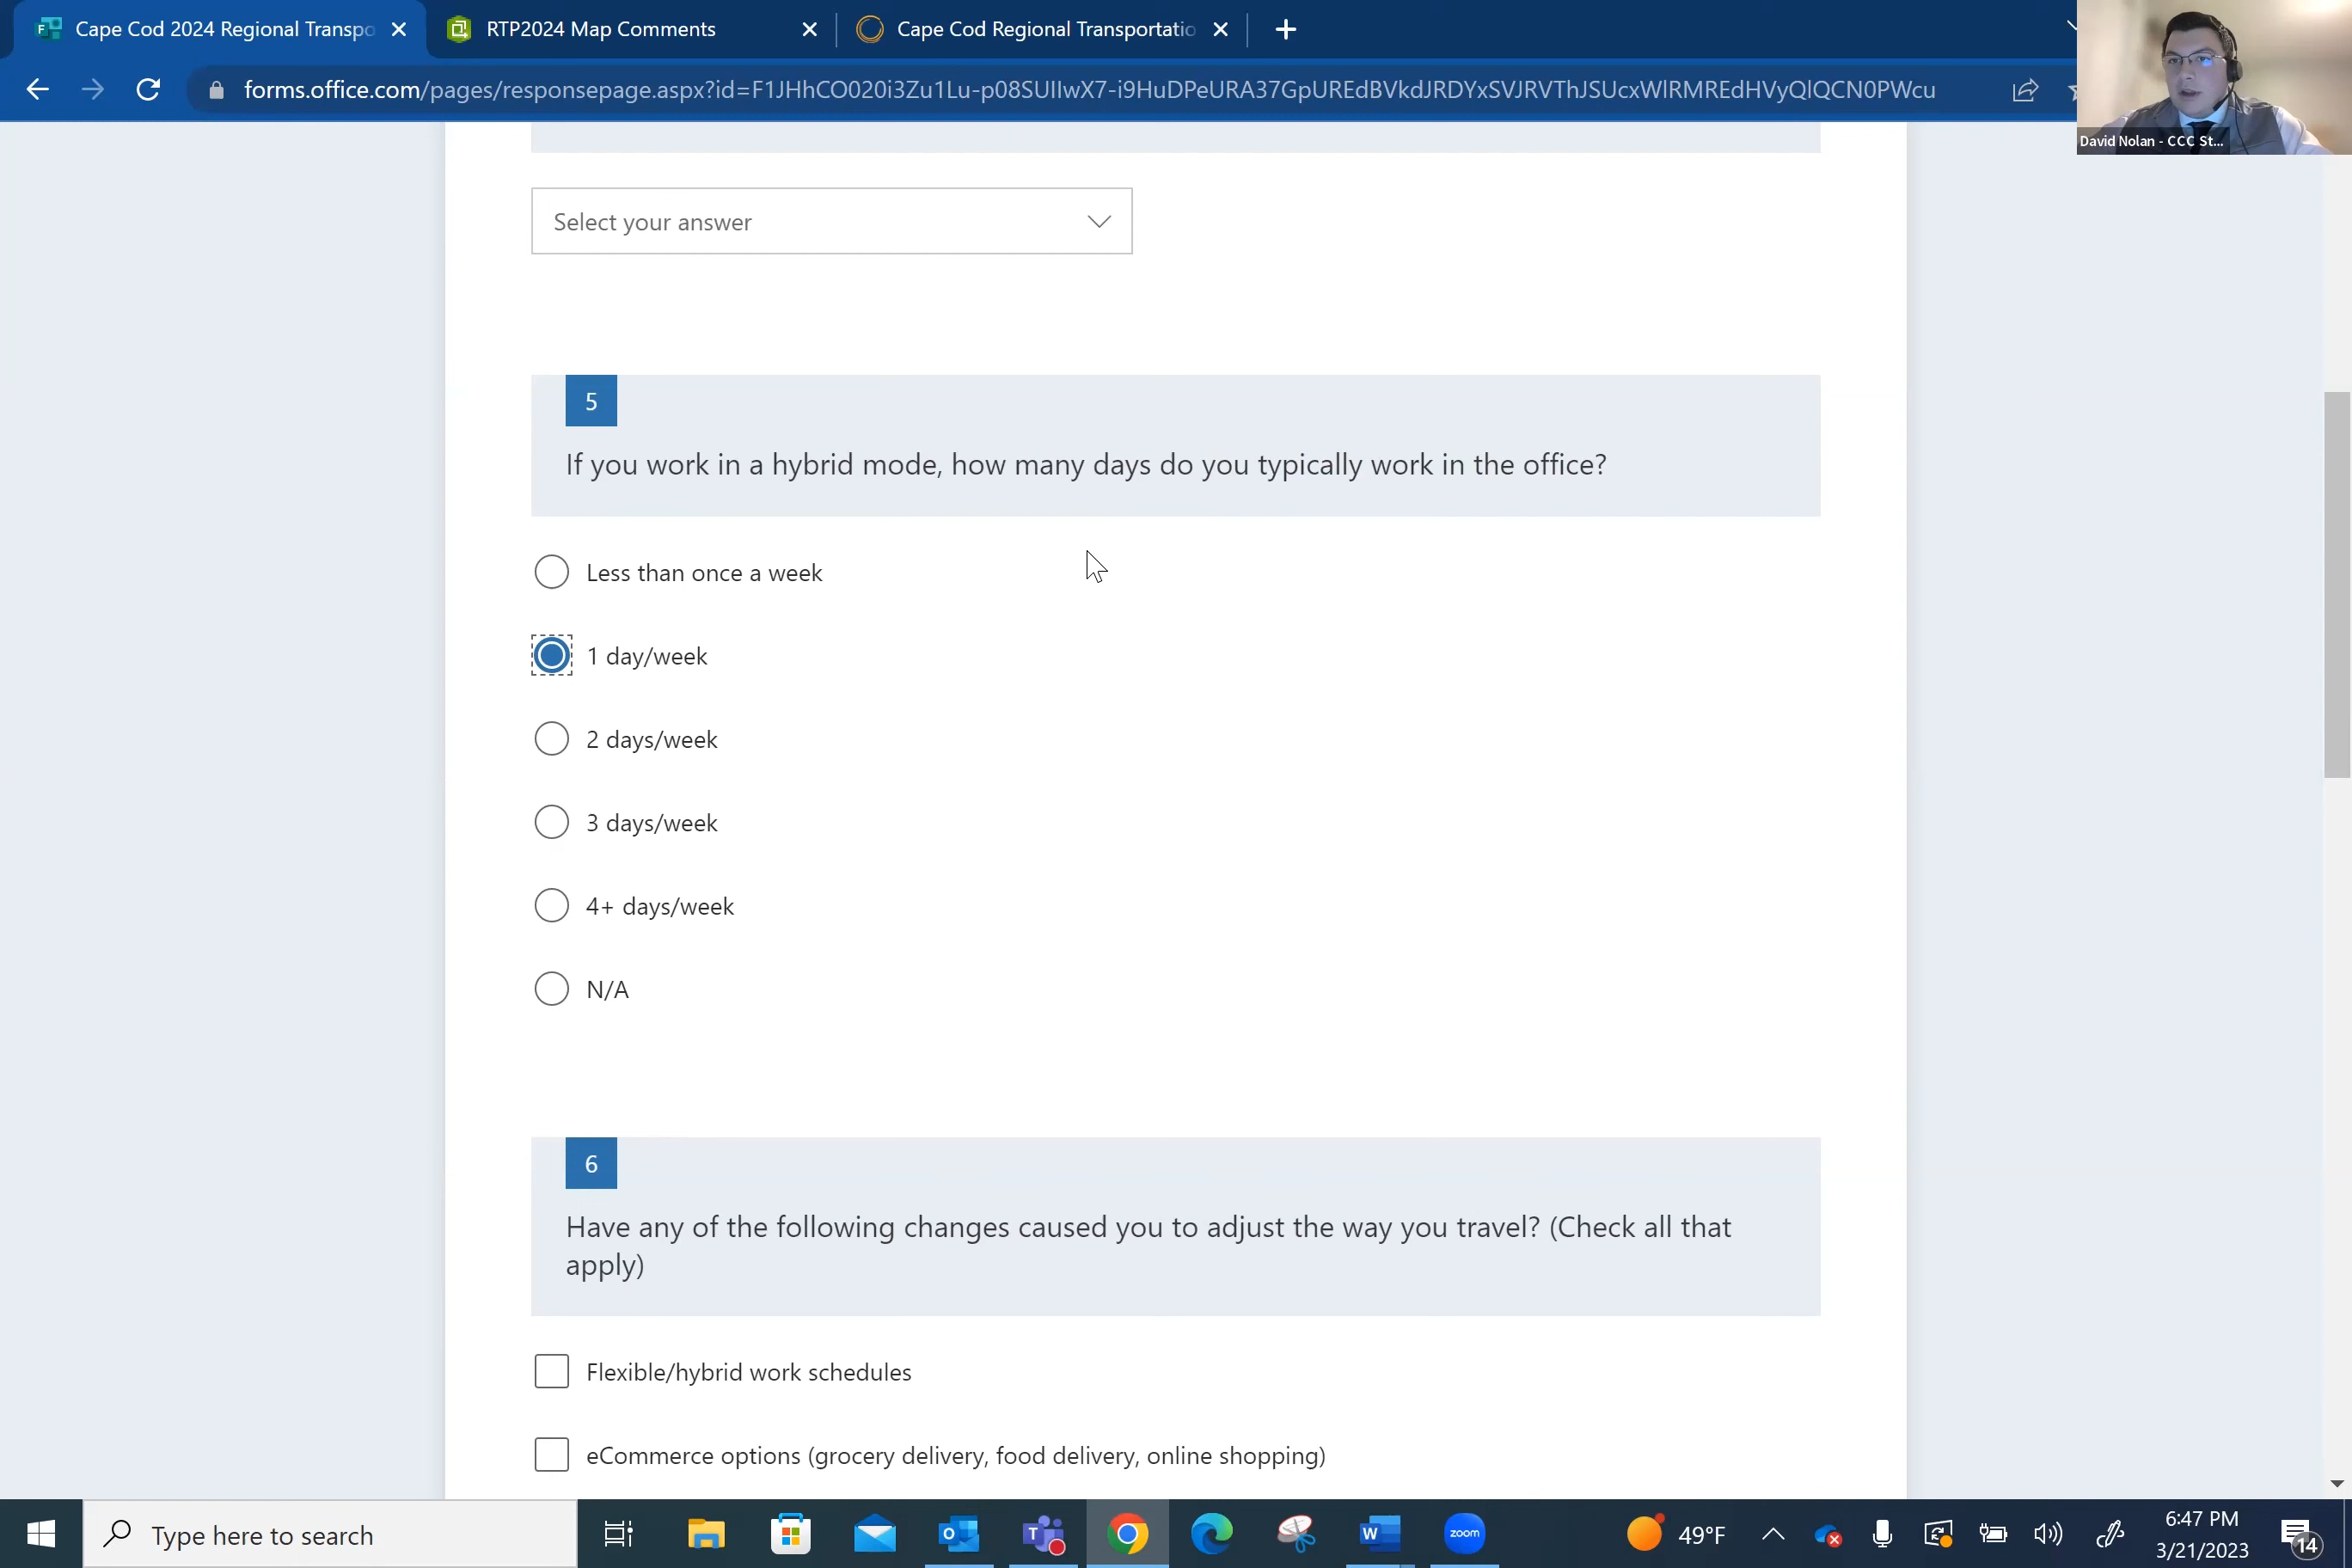 Cape Cod 2024 Regional Transpo
RTP2024 Map Comments
Cape Cod Regional Transportatio
forms.office.com/pages/responsepage.aspx?id=F1JHhCO020i3Zu1Lu-p08SUIIwX7-i9HuDPeURA37GpUREdBVkdJRDYxSVJRVThJSUcxWlRMREdHVyQlQCN0PWcu
David Nolan - CCC St...
Select your answer
5
If you work in a hybrid mode, how many days do you typically work in the office?
Less than once a week
1 day/week
2 days/week
3 days/week
4+ days/week
N/A
6
Have any of the following changes caused you to adjust the way you travel? (Check all that
apply)
Flexible/hybrid work schedules
eCommerce options (grocery delivery, food delivery, online shopping)
Type here to search
zoom
49°F
6:47 PM
3/21/2023
14